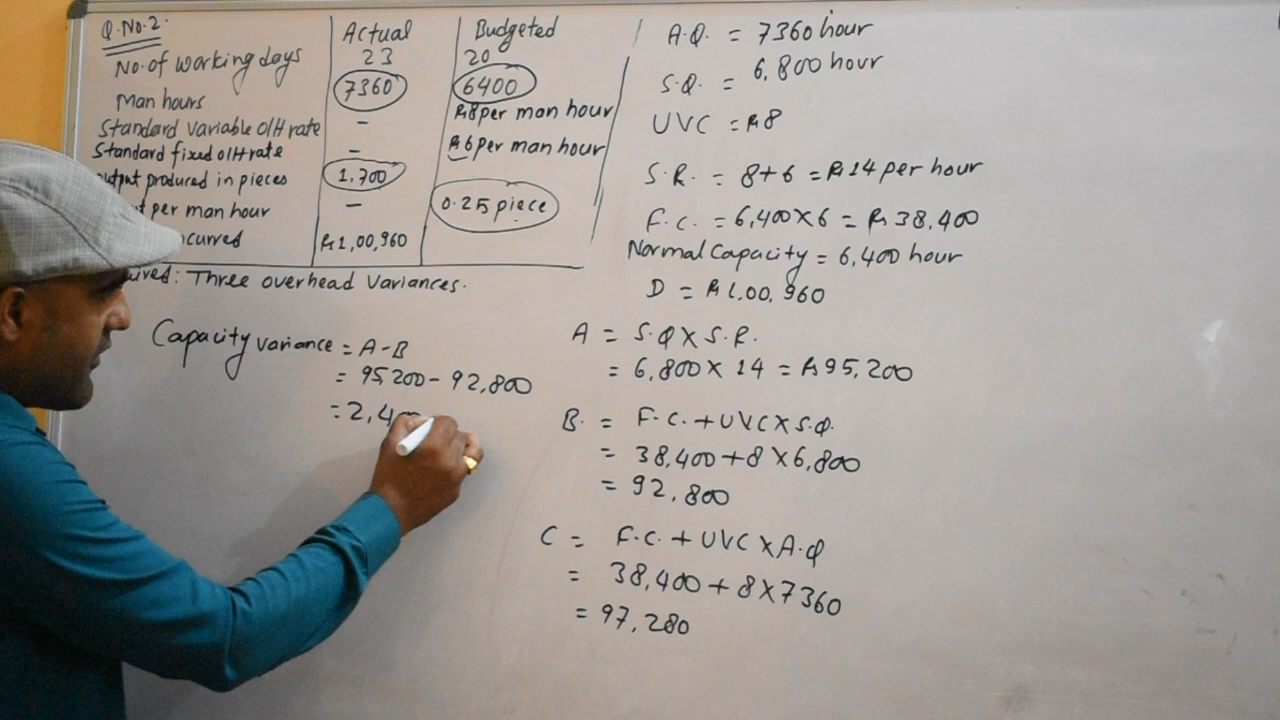 Q.No.2.
Actual Budgeted
No. of working days 23 20
Man hours 7360 6400
Standard variable O/H rate - ₨8 per man hour
Standard fixed o/H rate - ₨6 per man hour
produced in pieces 1,700
per man hour - 0.25 piece
₨1,00,960
Three overhead Variances.
A.Q. = 7360 hour
S.Q. = 6,800 hour
UVC = ₨8
S.R. = 8+6 = ₨14 per hour
F.C. = 6,400×6 = ₨38,400
Normal Capacity = 6,400 hour
D = ₨1,00,960
Capacity variance = A-B
= 95,200 - 92,800
= 2,4
A = S.Q × S.R.
= 6,800 × 14 = ₨95,200
B. = F.C. + UVC × S.Q.
= 38,400 + 8 × 6,800
= 92,800
C = F.C. + UVC × A.Q
= 38,400 + 8 × 7360
= 97,280